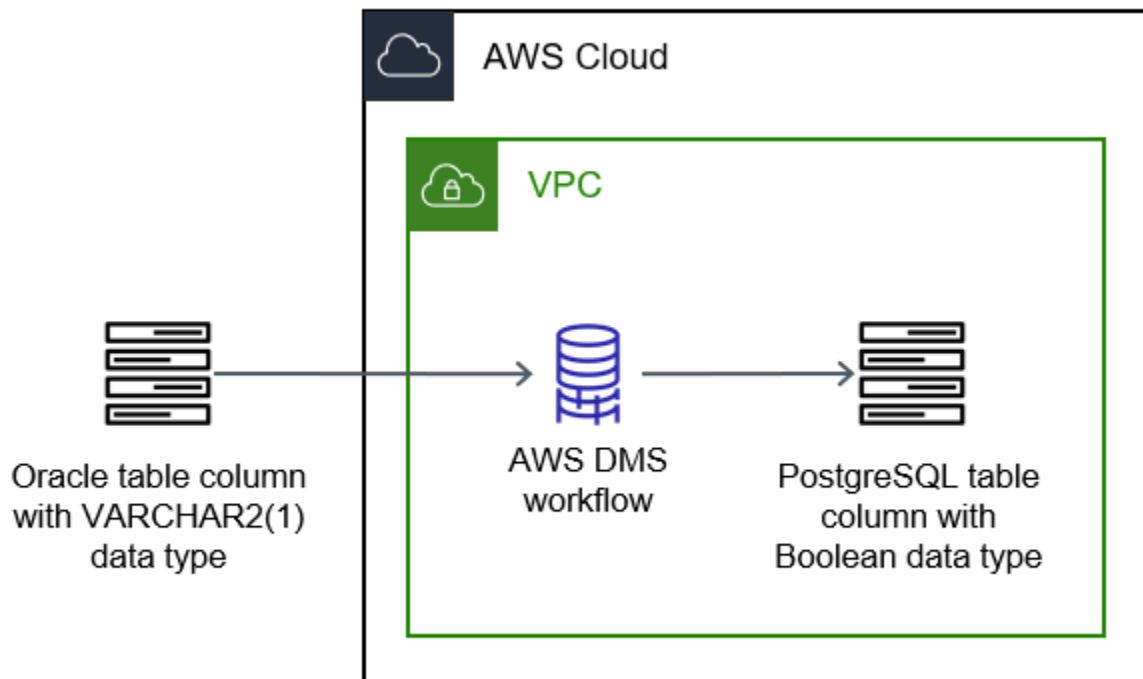 AWS Cloud
VPC
Oracle table column
with VARCHAR2(1)
data type
AWS DMS
workflow
PostgreSQL table
column with
Boolean data type